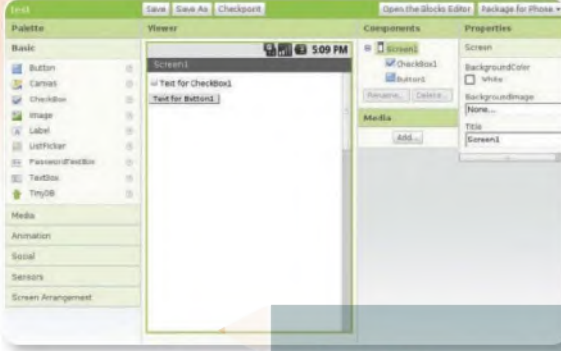 test
Save Save As Checkpoint
Open the Blocks Editor Package for Phone
Palette
Basic
Button
Canvas
CheckBox
Image
Label
ListPicker
PasswordTextBox
TextBox
TinyDB
Media
Animation
Social
Sensors
Screen Arrangement
Viewer
5:09 PM
Screen1
Text for CheckBox1
Text for Button1
Components
Screen1
CheckBox1
Button1
Rename... Delete...
Media
Add...
Properties
Screen
BackgroundColor
White
BackgroundImage
None...
Title
Screen1